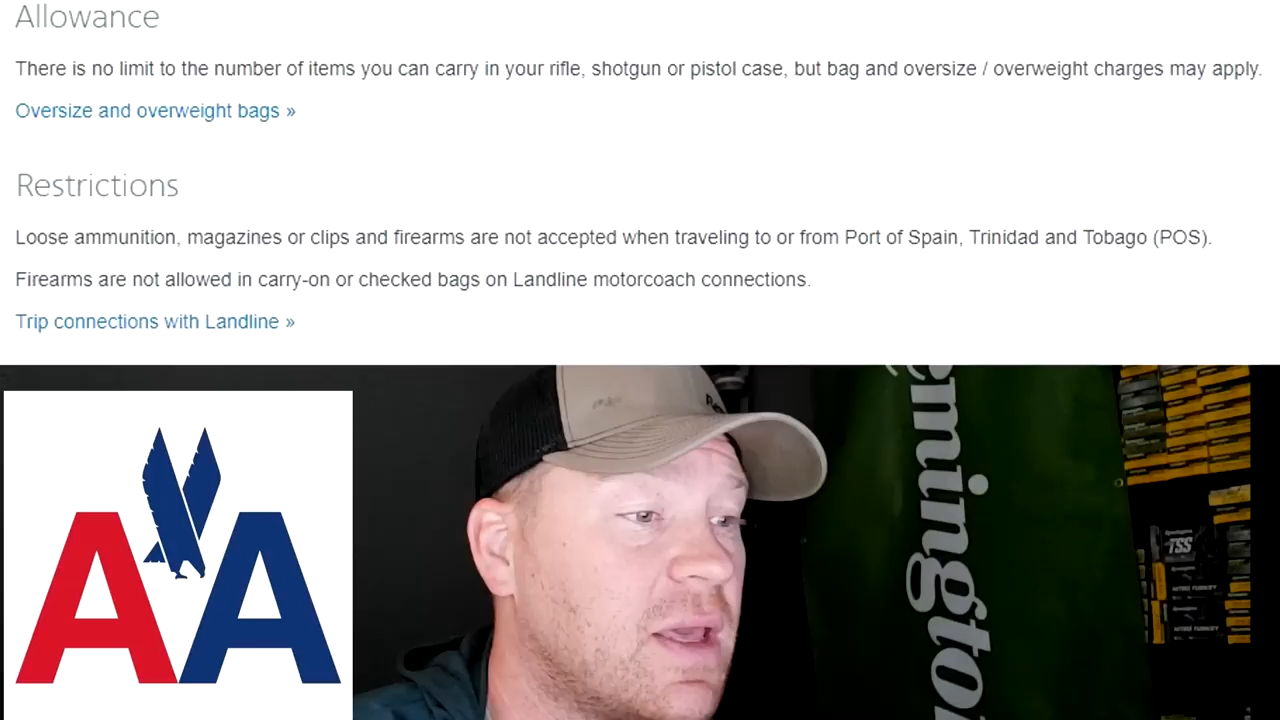 Allowance
There is no limit to the number of items you can carry in your rifle, shotgun or pistol case, but bag and oversize / overweight charges may apply.
Oversize and overweight bags »
Restrictions
Loose ammunition, magazines or clips and firearms are not accepted when traveling to or from Port of Spain, Trinidad and Tobago (POS).
Firearms are not allowed in carry-on or checked bags on Landline motorcoach connections.
Trip connections with Landline »
AA
emington
TSS